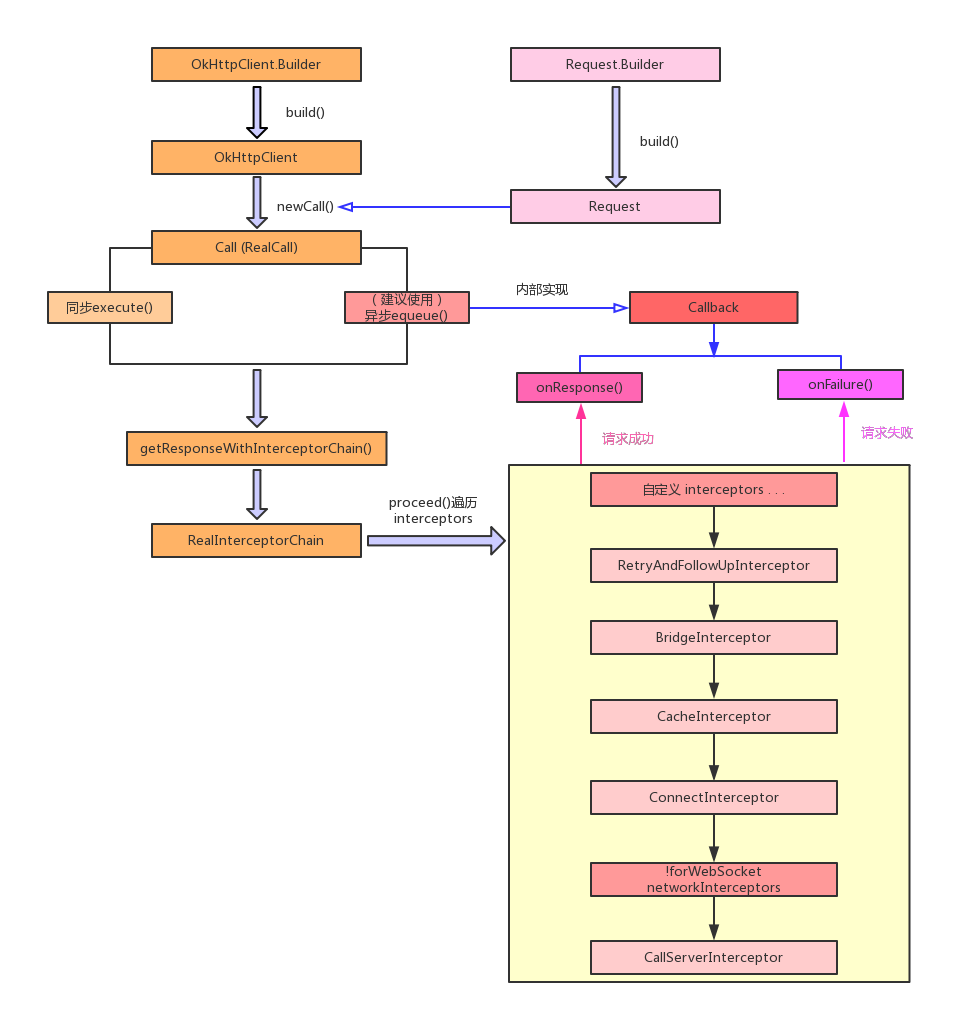 OkHttpClient.Builder
Request.Builder
build()
build()
OkHttpClient
newCall()
Request
Call (RealCall)
同步execute()
（建议使用）
异步equeue()
内部实现
Callback
onResponse()
onFailure()
请求成功
请求失败
getResponseWithInterceptorChain()
RealInterceptorChain
proceed()遍历
interceptors
自定义 interceptors . . .
RetryAndFollowUpInterceptor
BridgeInterceptor
CacheInterceptor
ConnectInterceptor
!forWebSocket
networkInterceptors
CallServerInterceptor